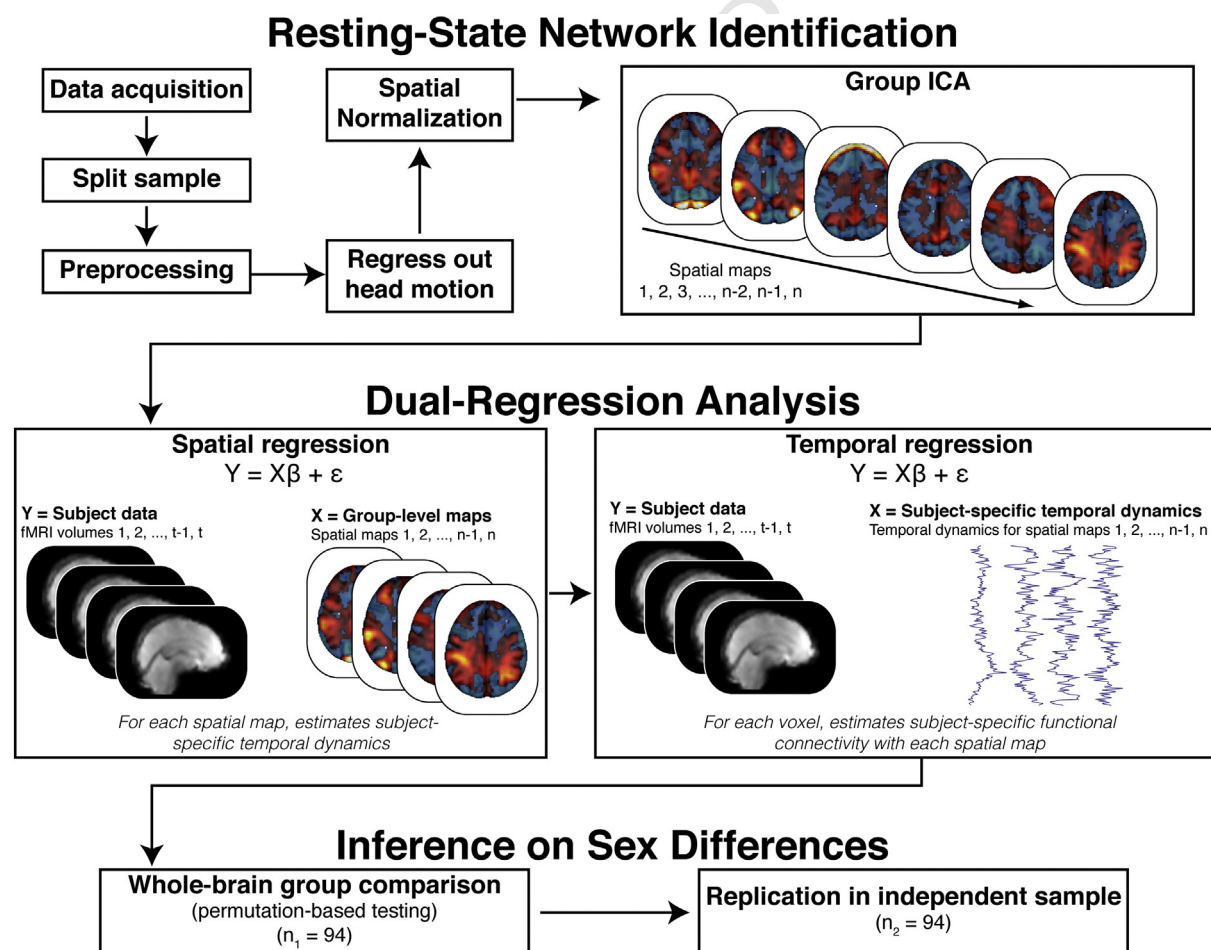 Resting-State Network Identification
Data acquisition
Split sample
Preprocessing
Regress out
head motion
Spatial
Normalization
Group ICA
Spatial maps
1, 2, 3, ..., n-2, n-1, n
Dual-Regression Analysis
Spatial regression
Y = Xβ + ε
Y = Subject data
fMRI volumes 1, 2, ..., t-1, t
X = Group-level maps
Spatial maps 1, 2, ..., n-1, n
For each spatial map, estimates subject-
specific temporal dynamics
Temporal regression
Y = Xβ + ε
Y = Subject data
fMRI volumes 1, 2, ..., t-1, t
X = Subject-specific temporal dynamics
Temporal dynamics for spatial maps 1, 2, ..., n-1, n
For each voxel, estimates subject-specific functional
connectivity with each spatial map
Inference on Sex Differences
Whole-brain group comparison
(permutation-based testing)
(n₁ = 94)
Replication in independent sample
(n₂ = 94)